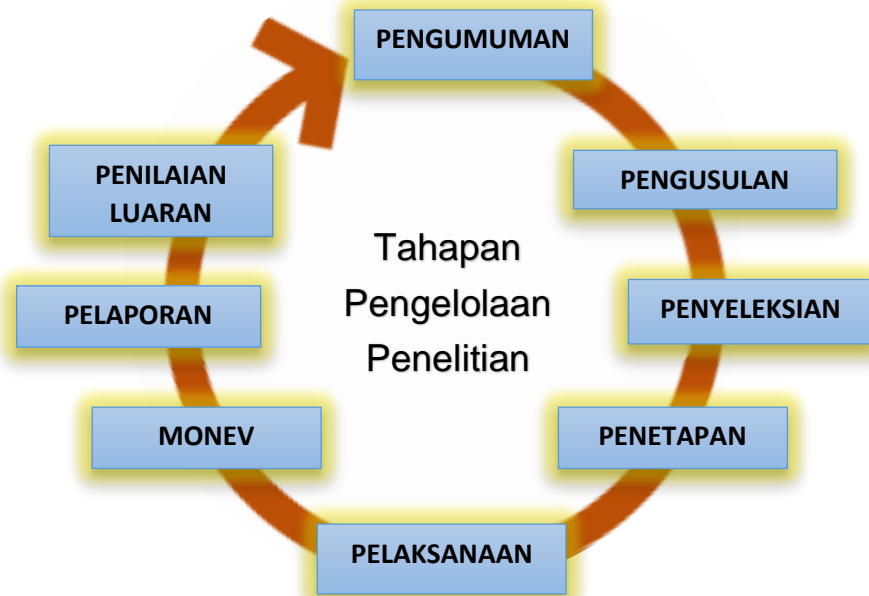 PENGUMUMAN
PENGUSULAN
PENYELEKSIAN
PENETAPAN
PELAKSANAAN
MONEV
PELAPORAN
PENILAIAN
LUARAN
Tahapan
Pengelolaan
Penelitian